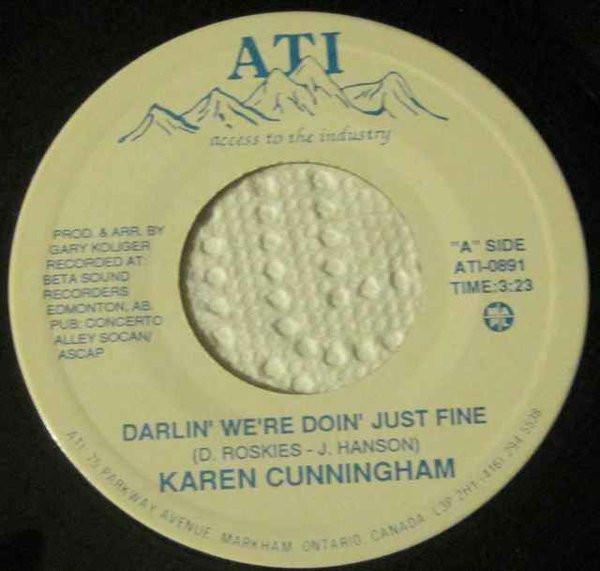 ATI
access to the industry
PROD. & ARR. BY
GARY KOLIGER
RECORDED AT:
BETA SOUND
RECORDERS
EDMONTON, AB.
PUB: CONCERTO
ALLEY SOCAN/
ASCAP
"A" SIDE
ATI-0891
TIME:3:23
MAPL
DARLIN' WE'RE DOIN' JUST FINE
(D. ROSKIES - J. HANSON)
KAREN CUNNINGHAM
ATI. 75 PARKWAY AVENUE, MARKHAM, ONTARIO, CANADA. L3P 2H1 (416) 294 5538